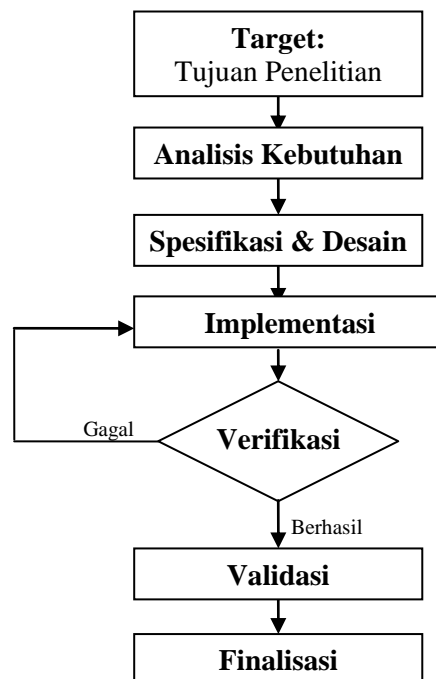 Target:
Tujuan Penelitian
Analisis Kebutuhan
Spesifikasi & Desain
Implementasi
Gagal
Verifikasi
Berhasil
Validasi
Finalisasi